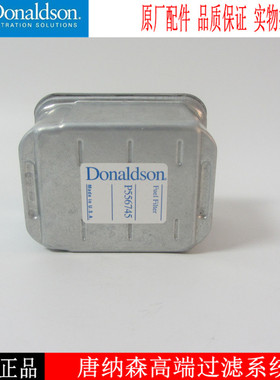 Donaldson
FILTRATION SOLUTIONS
原厂配件 品质保证 实物
Donaldson
Made in U.S.A.
P556745
Fuel Filter
正品
唐纳森高端过滤系统